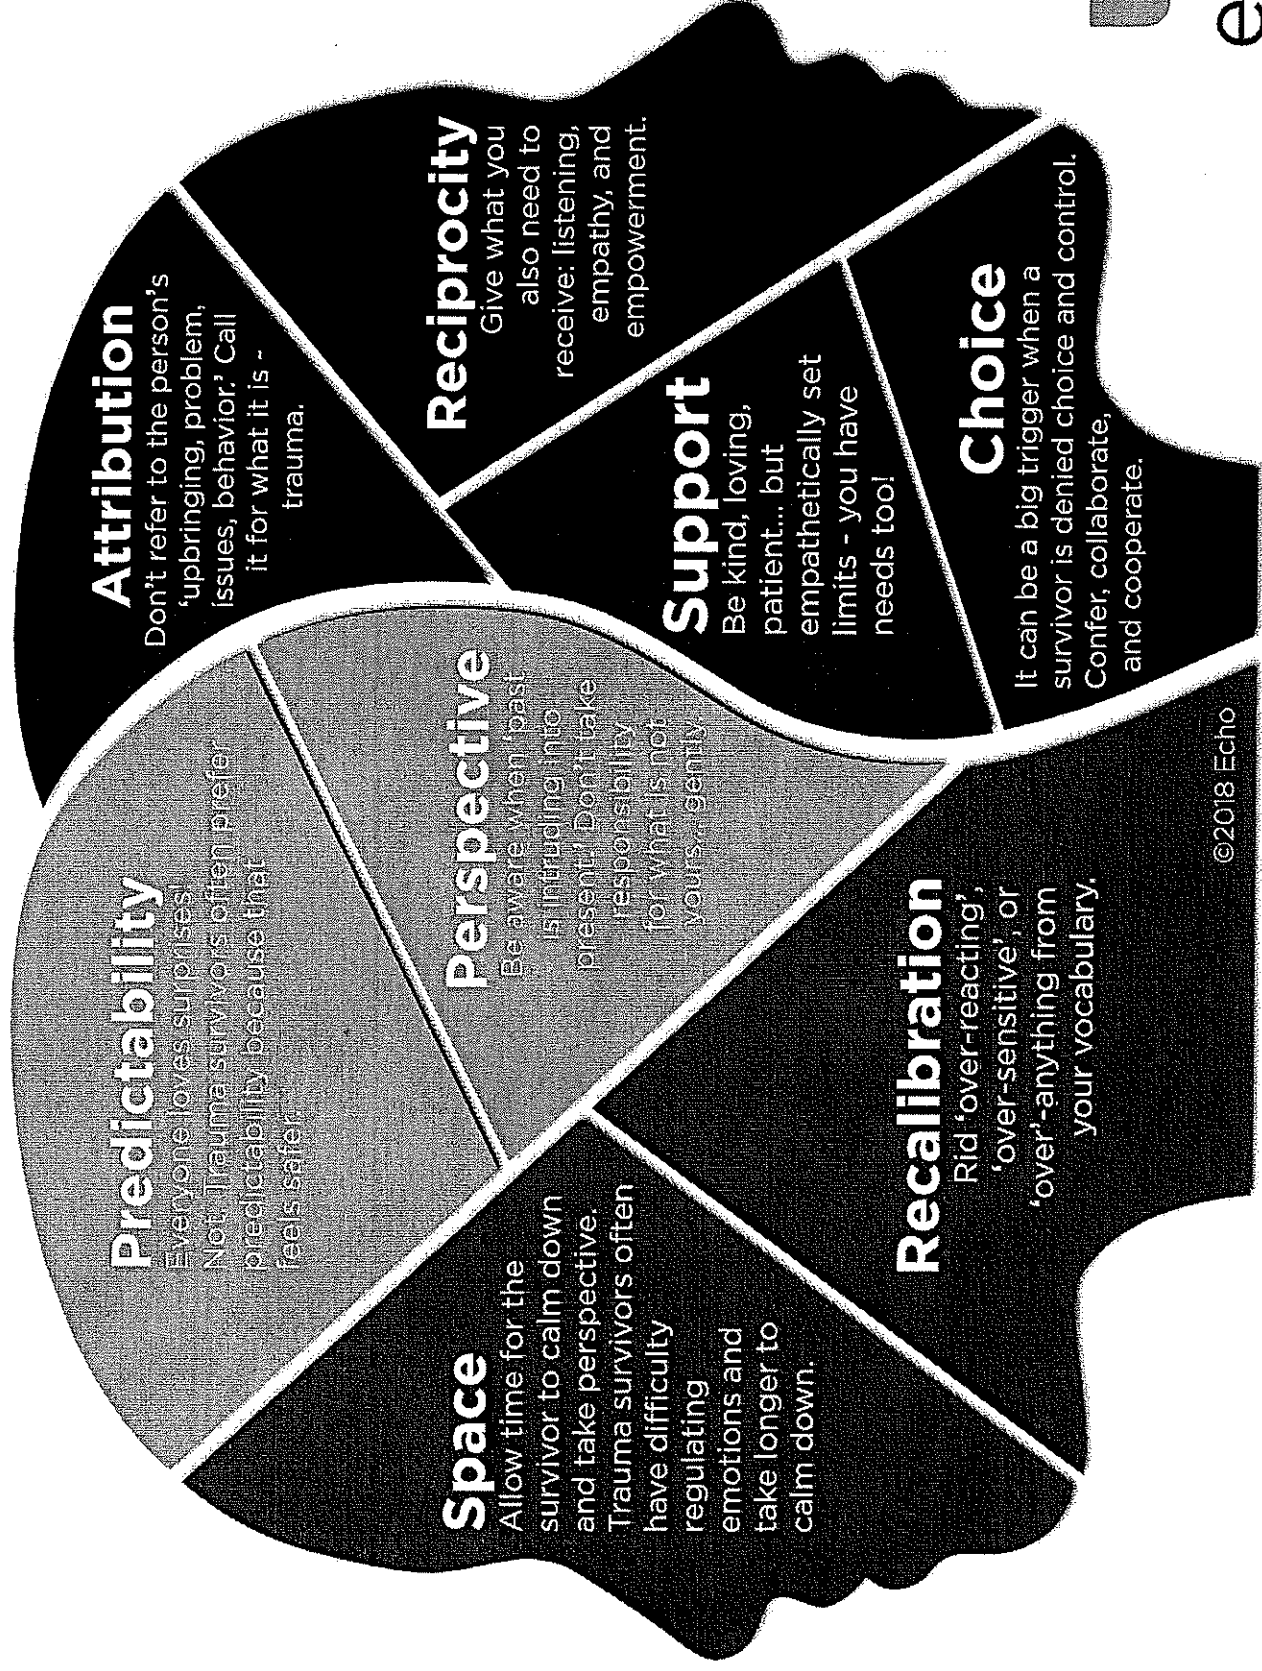 Predictability
Everyone loves surprises!
Not. Trauma survivors often prefer
predictability because that
feels safer.
Attribution
Don't refer to the person's
'upbringing, problem,
issues, behavior.' Call
it for what it is -
trauma.
Space
Allow time for the
survivor to calm down
and take perspective.
Trauma survivors often
have difficulty
regulating
emotions and
take longer to
calm down.
Perspective
Be aware when 'past
is intruding into
present.' Don't take
responsibility
for what is not
yours... gently.
Reciprocity
Give what you
also need to
receive: listening,
empathy, and
empowerment.
Support
Be kind, loving,
patient... but
empathetically set
limits - you have
needs too!
Recalibration
Rid 'over-reacting',
'over-sensitive', or
'over'-anything from
your vocabulary.
Choice
It can be a big trigger when a
survivor is denied choice and control.
Confer, collaborate,
and cooperate.
©2018 Echo
e